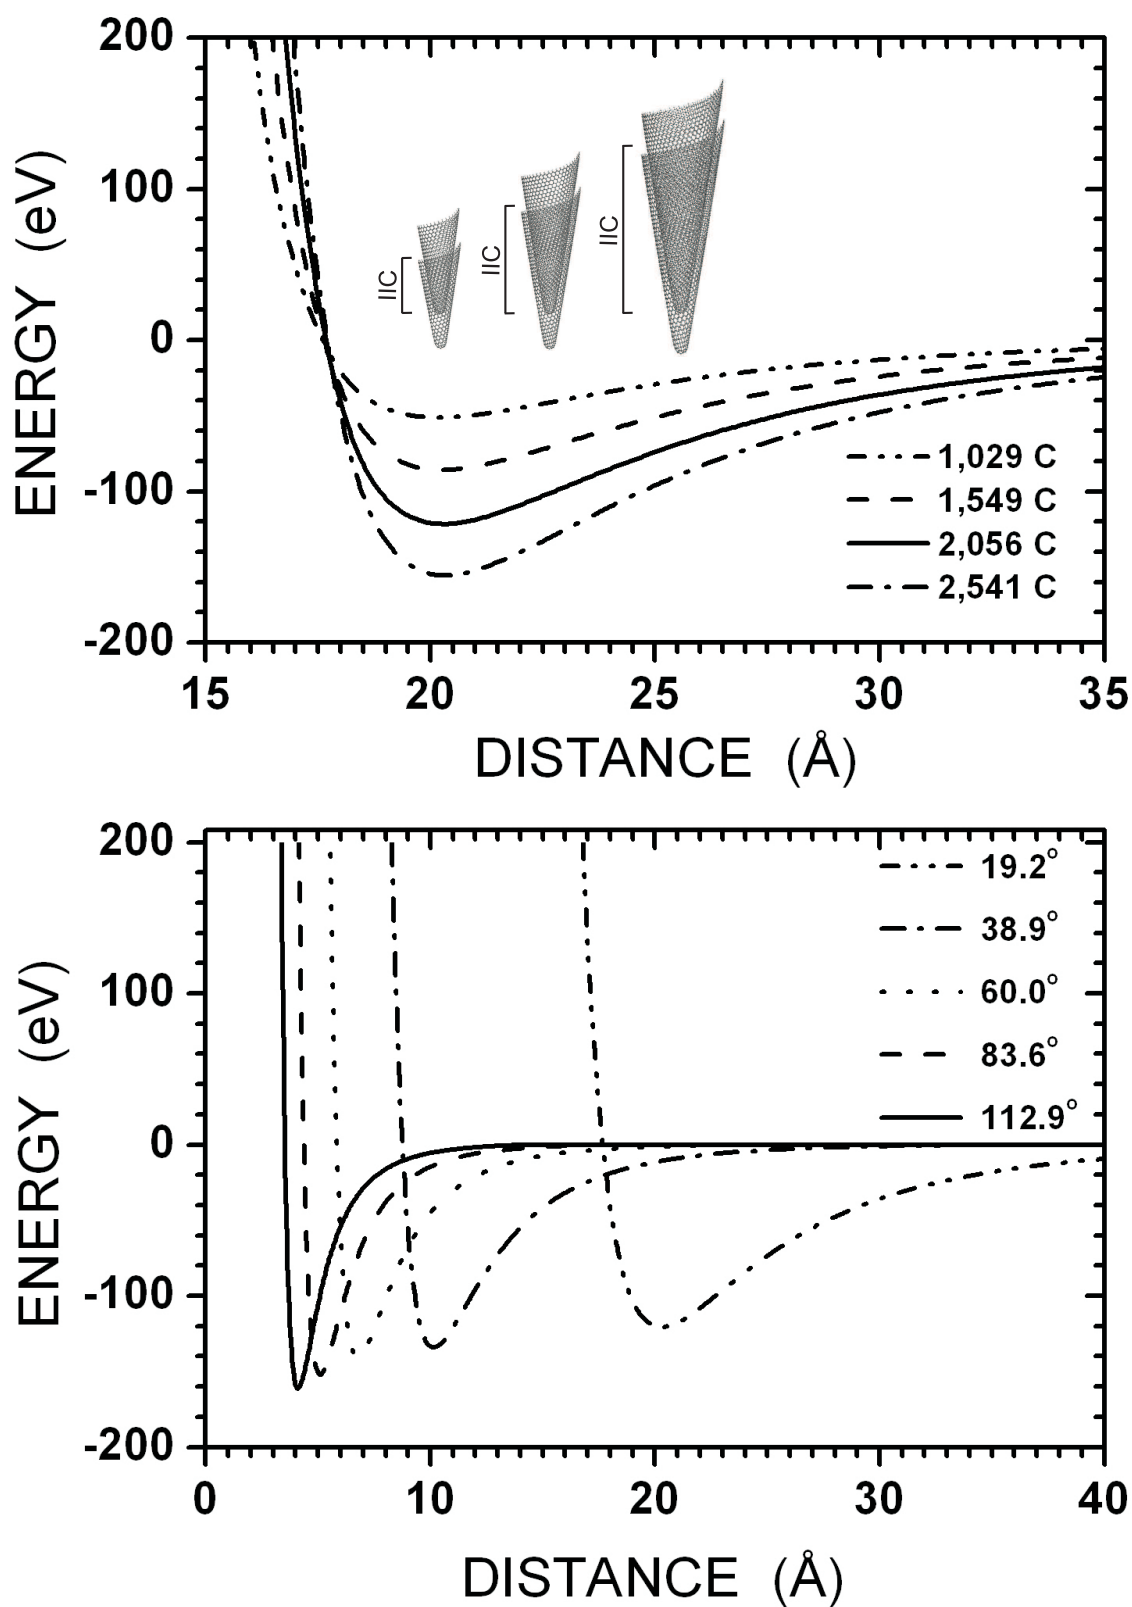 200
100
0
-100
-200
ENERGY (eV)
IIC
IIC
IIC
1,029 C
1,549 C
2,056 C
2,541 C
15 20 25 30 35
DISTANCE (Å)
200
100
0
-100
-200
ENERGY (eV)
19.2°
38.9°
60.0°
83.6°
112.9°
0 10 20 30 40
DISTANCE (Å)